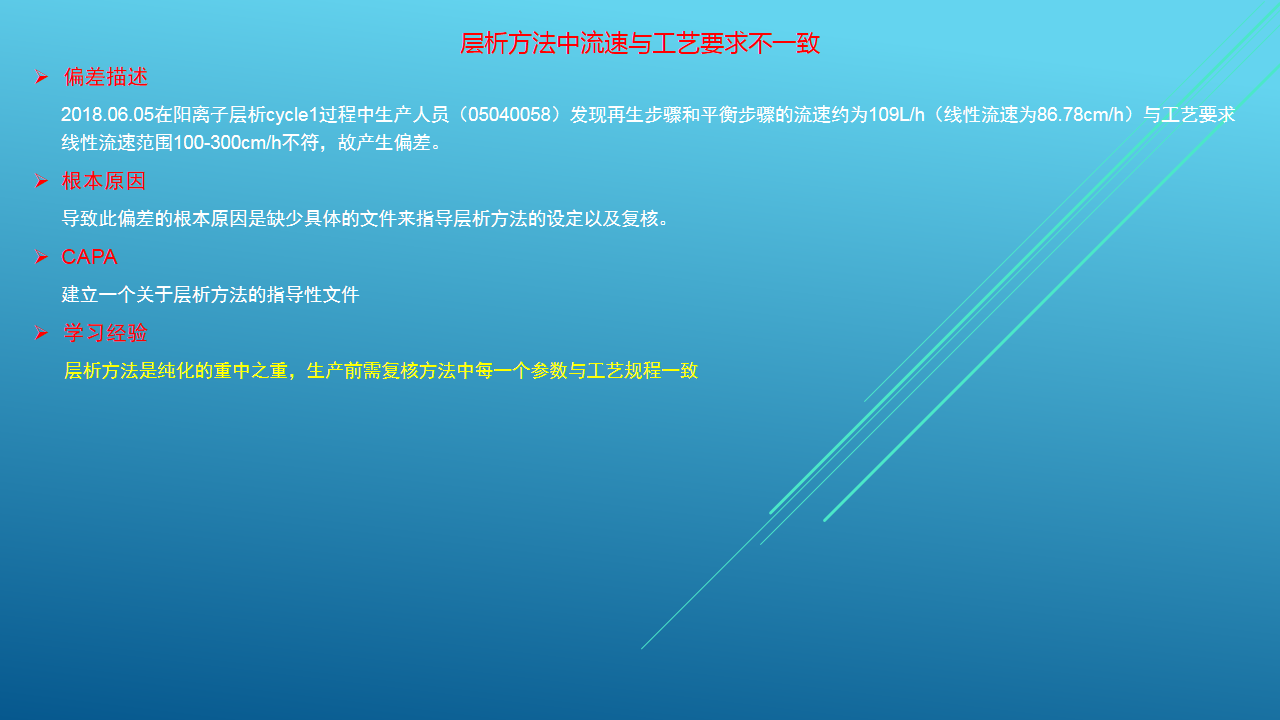 层析方法中流速与工艺要求不一致
偏差描述
2018.06.05在阳离子层析cycle1过程中生产人员（05040058）发现再生步骤和平衡步骤的流速约为109L/h（线性流速为86.78cm/h）与工艺要求
线性流速范围100-300cm/h不符，故产生偏差。
根本原因
导致此偏差的根本原因是缺少具体的文件来指导层析方法的设定以及复核。
CAPA
建立一个关于层析方法的指导性文件
学习经验
层析方法是纯化的重中之重，生产前需复核方法中每一个参数与工艺规程一致